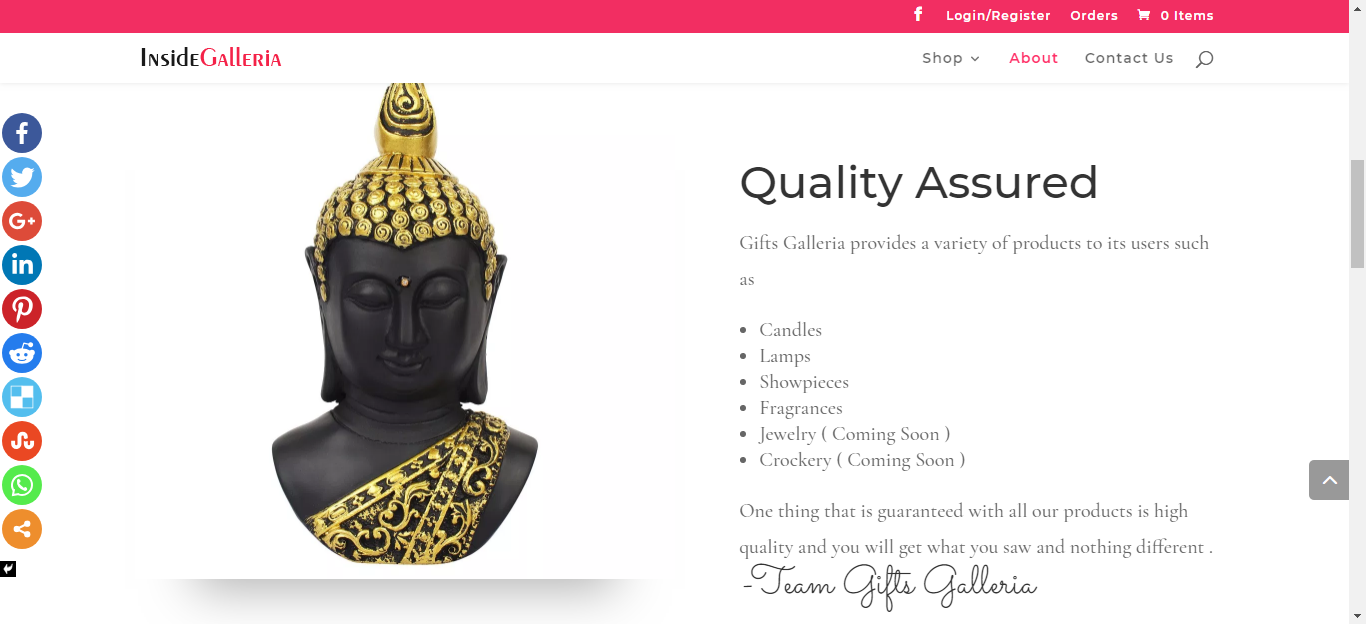 Login/Register Orders 0 Items
InsideGalleria Shop About Contact Us
Quality Assured
Gifts Galleria provides a variety of products to its users such
as
Candles
Lamps
Showpieces
Fragrances
Jewelry ( Coming Soon )
Crockery ( Coming Soon )
One thing that is guaranteed with all our products is high
quality and you will get what you saw and nothing different .
-Team Gifts Galleria